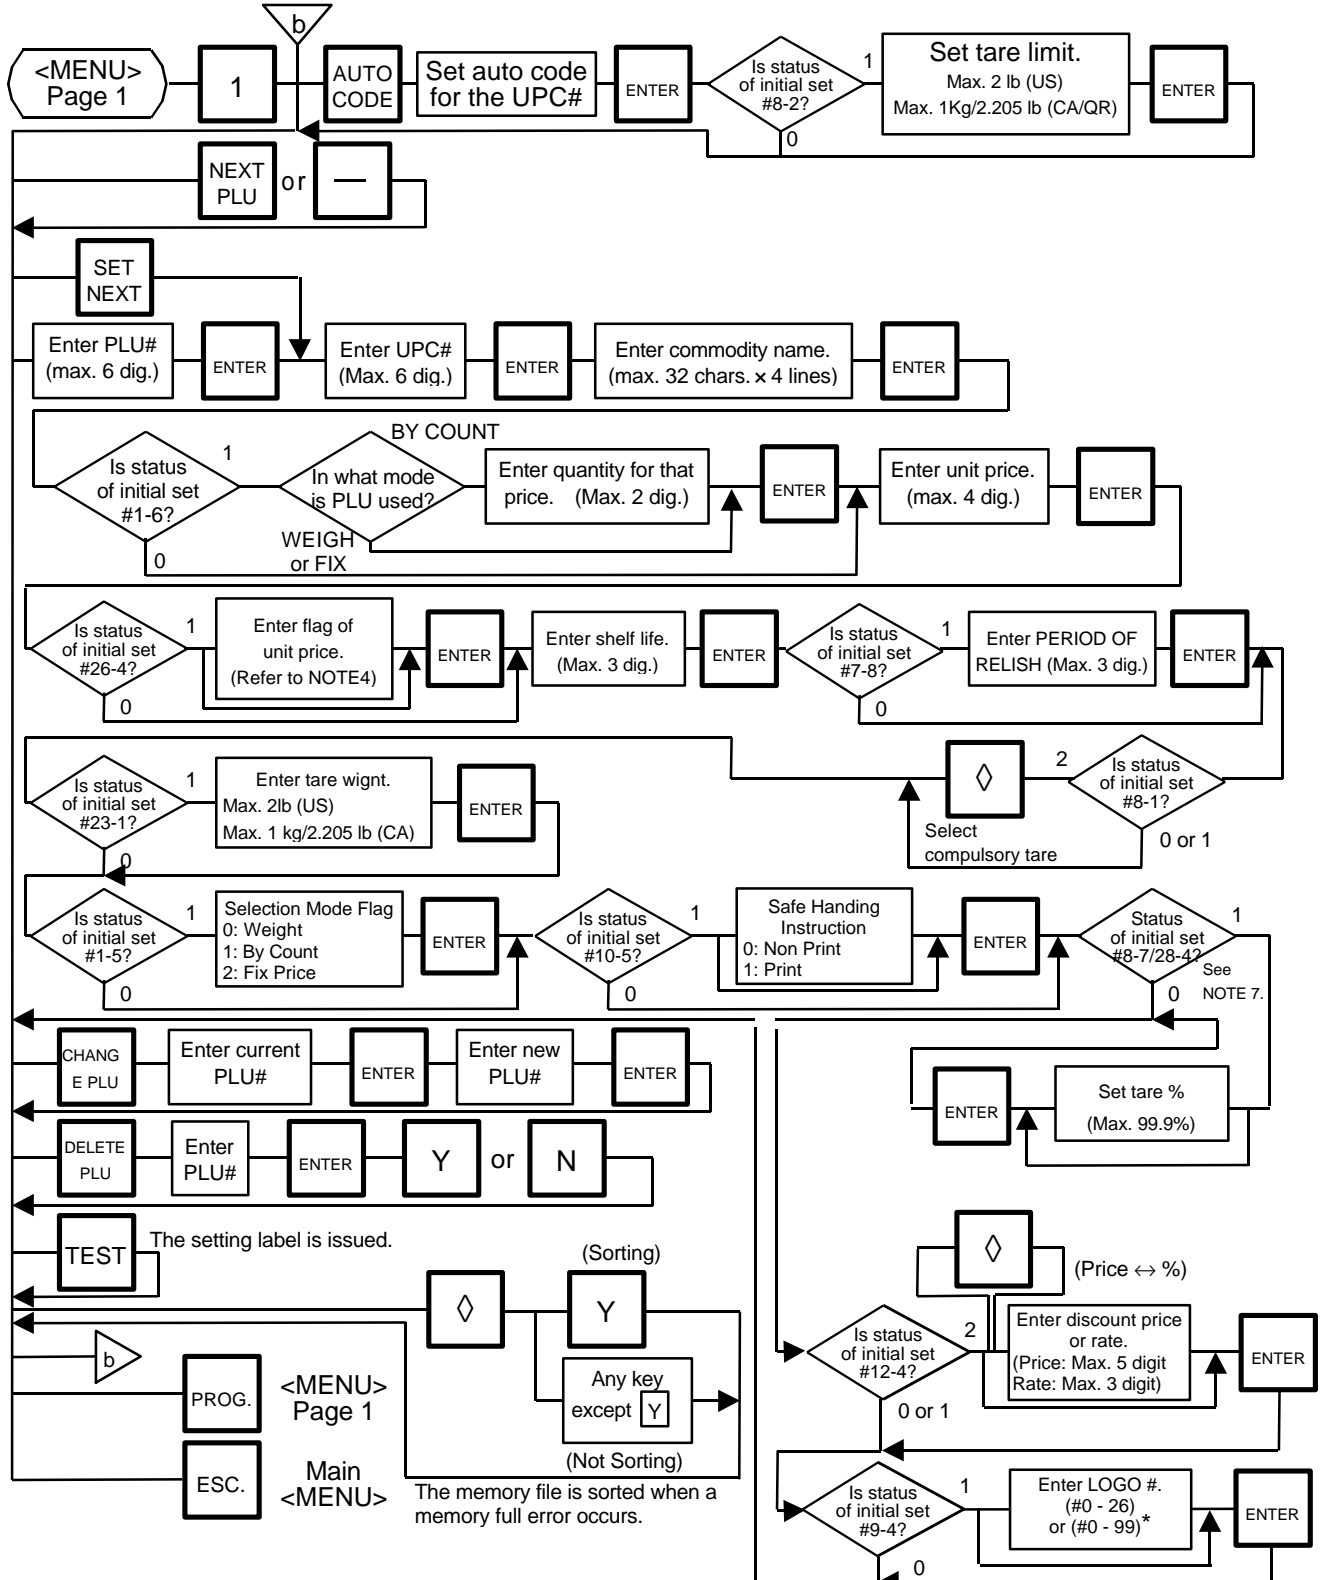 b
<MENU>
Page 1
1
AUTO
CODE
Set auto code
for the UPC#
ENTER
Is status
of initial set
#8-2?
1
0
Set tare limit.
Max. 2 lb (US)
Max. 1Kg/2.205 lb (CA/QR)
ENTER
NEXT
PLU
or
—
SET
NEXT
Enter PLU#
(max. 6 dig.)
ENTER
Enter UPC#
(Max. 6 dig.)
ENTER
Enter commodity name.
(max. 32 chars. × 4 lines)
ENTER
Is status
of initial set
#1-6?
1
0
BY COUNT
In what mode
is PLU used?
WEIGH
or FIX
Enter quantity for that
price. (Max. 2 dig.)
ENTER
Enter unit price.
(max. 4 dig.)
ENTER
Is status
of initial set
#26-4?
1
0
Enter flag of
unit price.
(Refer to NOTE4)
ENTER
Enter shelf life.
(Max. 3 dig.)
ENTER
Is status
of initial set
#7-8?
1
0
Enter PERIOD OF
RELISH (Max. 3 dig.)
ENTER
Is status
of initial set
#8-1?
2
0 or 1
◊
Select
compulsory tare
Is status
of initial set
#23-1?
1
0
Enter tare wignt.
Max. 2lb (US)
Max. 1 kg/2.205 lb (CA)
ENTER
Is status
of initial set
#1-5?
1
0
Selection Mode Flag
0: Weight
1: By Count
2: Fix Price
ENTER
Is status
of initial set
#10-5?
1
0
Safe Handing
Instruction
0: Non Print
1: Print
ENTER
Status
of initial set
#8-7/28-4?
1
0
See
NOTE 7.
CHANG
E PLU
Enter current
PLU#
ENTER
Enter new
PLU#
ENTER
ENTER
Set tare %
(Max. 99.9%)
DELETE
PLU
Enter
PLU#
ENTER
Y
or
N
TEST
The setting label is issued.
◊
(Sorting)
Y
Any key
except Y
(Not Sorting)
The memory file is sorted when a
memory full error occurs.
b
PROG.
<MENU>
Page 1
ESC.
Main
<MENU>
◊
(Price ↔ %)
Is status
of initial set
#12-4?
2
0 or 1
Enter discount price
or rate.
(Price: Max. 5 digit
Rate: Max. 3 digit)
ENTER
Is status
of initial set
#9-4?
1
0
Enter LOGO #.
(#0 - 26)
or (#0 - 99)*
ENTER